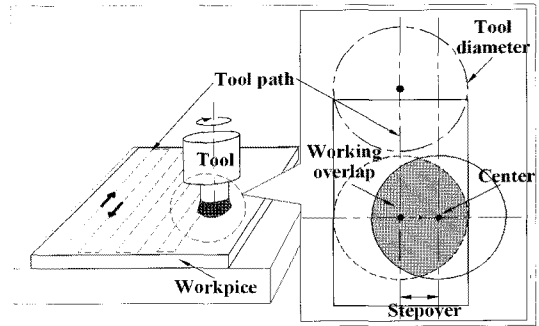 Tool
diameter
Tool path
Tool
Working
overlap
Center
Workpice
Stepover